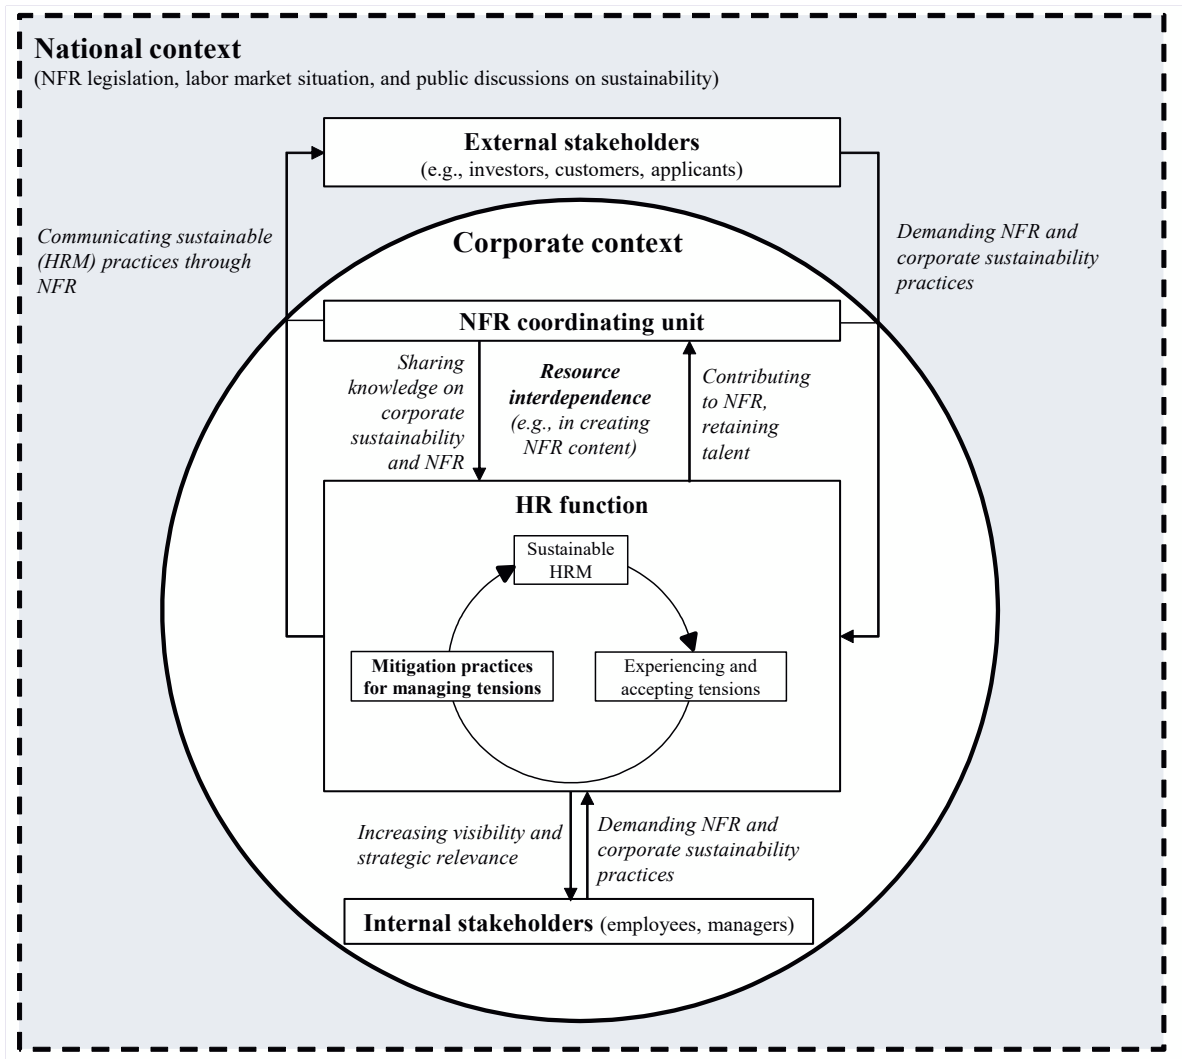 National context
(NFR legislation, labor market situation, and public discussions on sustainability)
External stakeholders
(e.g., investors, customers, applicants)
Communicating sustainable
(HRM) practices through
NFR
Demanding NFR and
corporate sustainability
practices
Corporate context
NFR coordinating unit
Sharing
knowledge on
corporate
sustainability
and NFR
Resource
interdependence
(e.g., in creating
NFR content)
Contributing
to NFR,
retaining
talent
HR function
Sustainable
HRM
Mitigation practices
for managing tensions
Experiencing and
accepting tensions
Increasing visibility and
strategic relevance
Demanding NFR and
corporate sustainability
practices
Internal stakeholders (employees, managers)